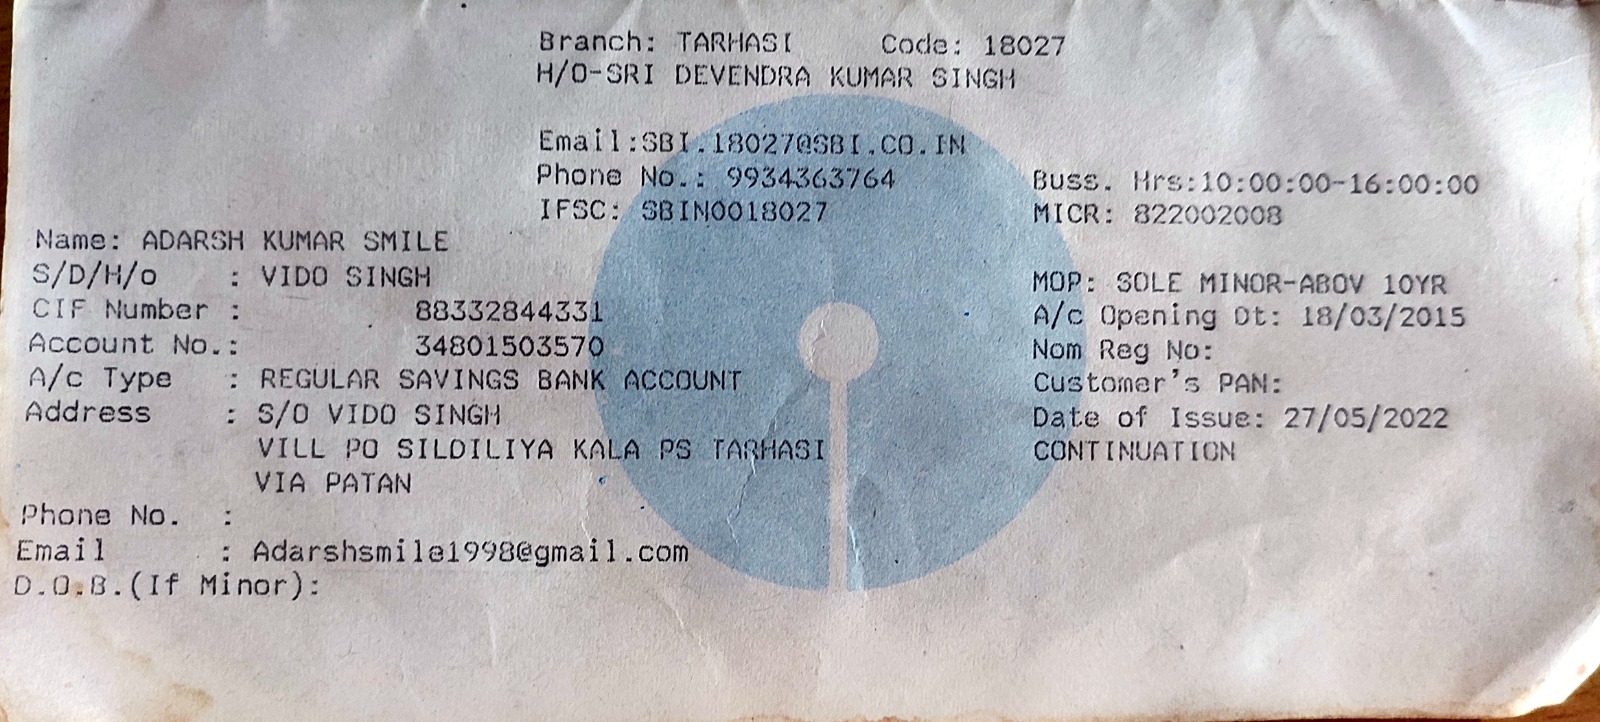 Branch: TARHASI Code: 18027
H/O-SRI DEVENDRA KUMAR SINGH
Email:SBI.18027@SBI.CO.IN
Phone No.: 9934363764 Buss. Hrs:10:00:00-16:00:00
IFSC: SBIN0018027 MICR: 822002008
Name: ADARSH KUMAR SMILE
S/D/H/o : VIDO SINGH MOP: SOLE MINOR-ABOV 10YR
CIF Number : 88332844331 A/c Opening Dt: 18/03/2015
Account No.: 34801503570 Nom Reg No:
A/c Type : REGULAR SAVINGS BANK ACCOUNT Customer's PAN:
Address : S/O VIDO SINGH Date of Issue: 27/05/2022
VILL PO SILDILIYA KALA PS TARHASI CONTINUATION
VIA PATAN
Phone No. :
Email : Adarshsmile1998@gmail.com
D.O.B.(If Minor):